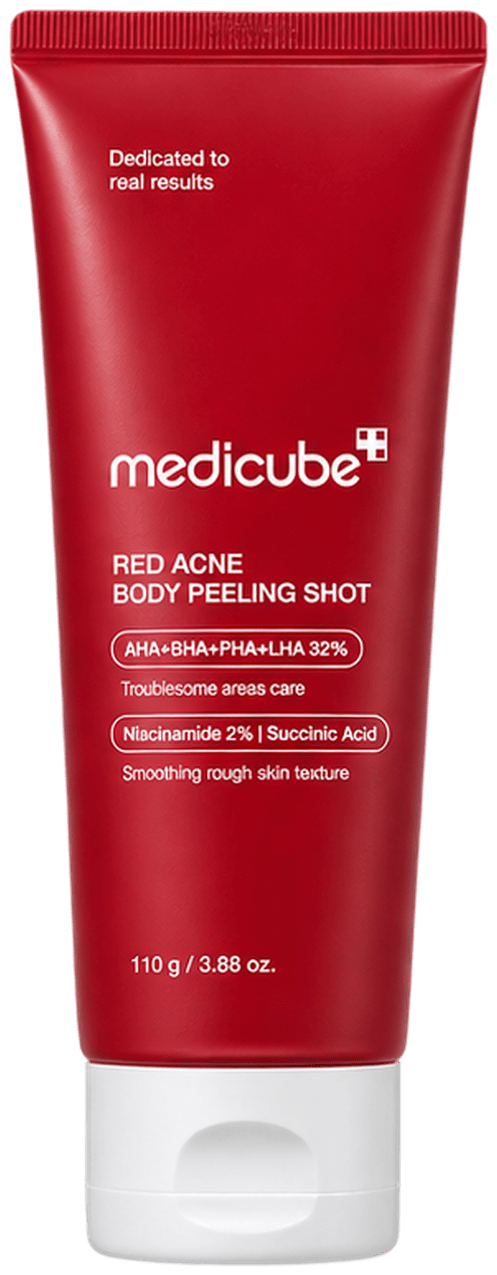 Dedicated to
real results
medicube
RED ACNE
BODY PEELING SHOT
AHA+BHA+PHA+LHA 32%
Troublesome areas care
Niacinamide 2% | Succinic Acid
Smoothing rough skin texture
110 g / 3.88 oz.